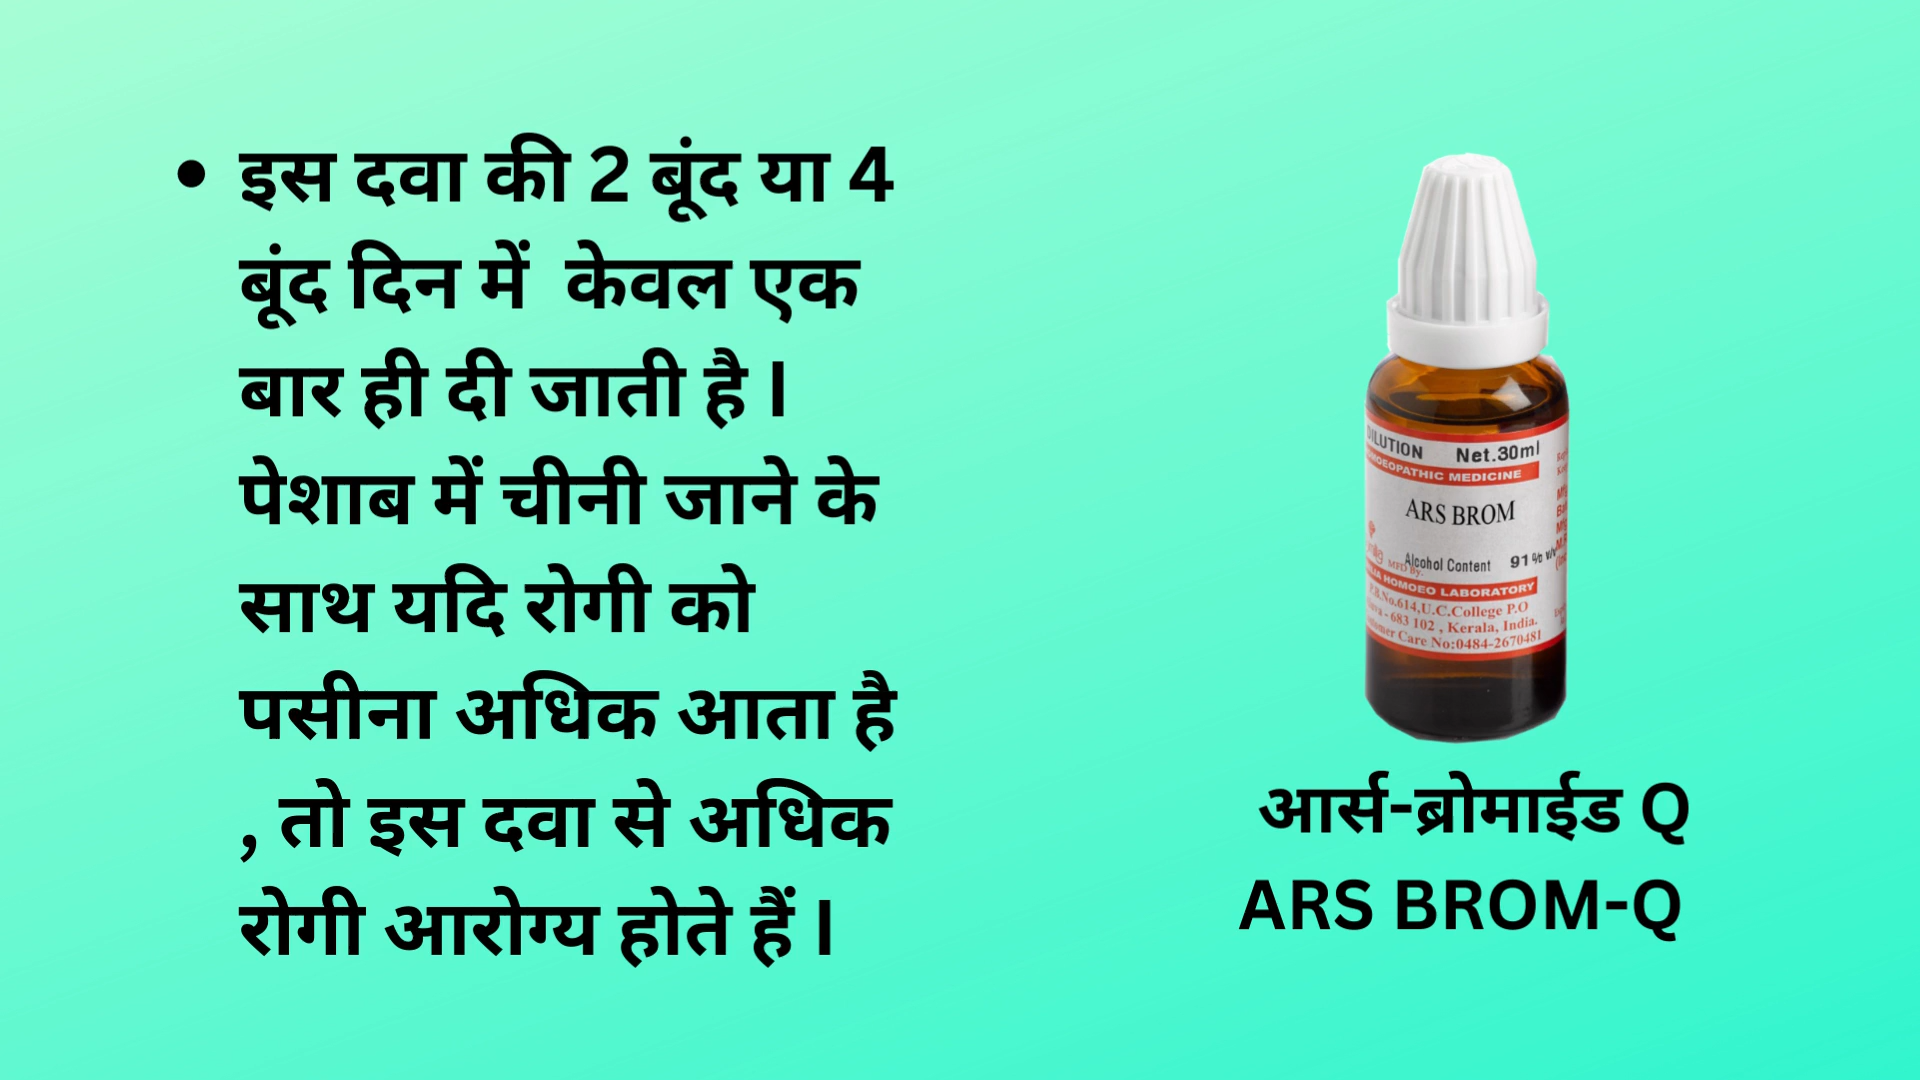 • इस दवा की 2 बूंद या 4
बूंद दिन में केवल एक
बार ही दी जाती है I
पेशाब में चीनी जाने के
साथ यदि रोगी को
पसीना अधिक आता है
, तो इस दवा से अधिक
रोगी आरोग्य होते हैं I
DILUTION Net.30ml
HOMOEOPATHIC MEDICINE
ARS BROM
Alcohol Content 91% v/v
MFD By.
HOMOEO LABORATORY
P.B.No.614,U.C.College P.O
- 683 102 , Kerala, India.
Customer Care No:0484-2670481
आर्स-ब्रोमाईड Q
ARS BROM-Q